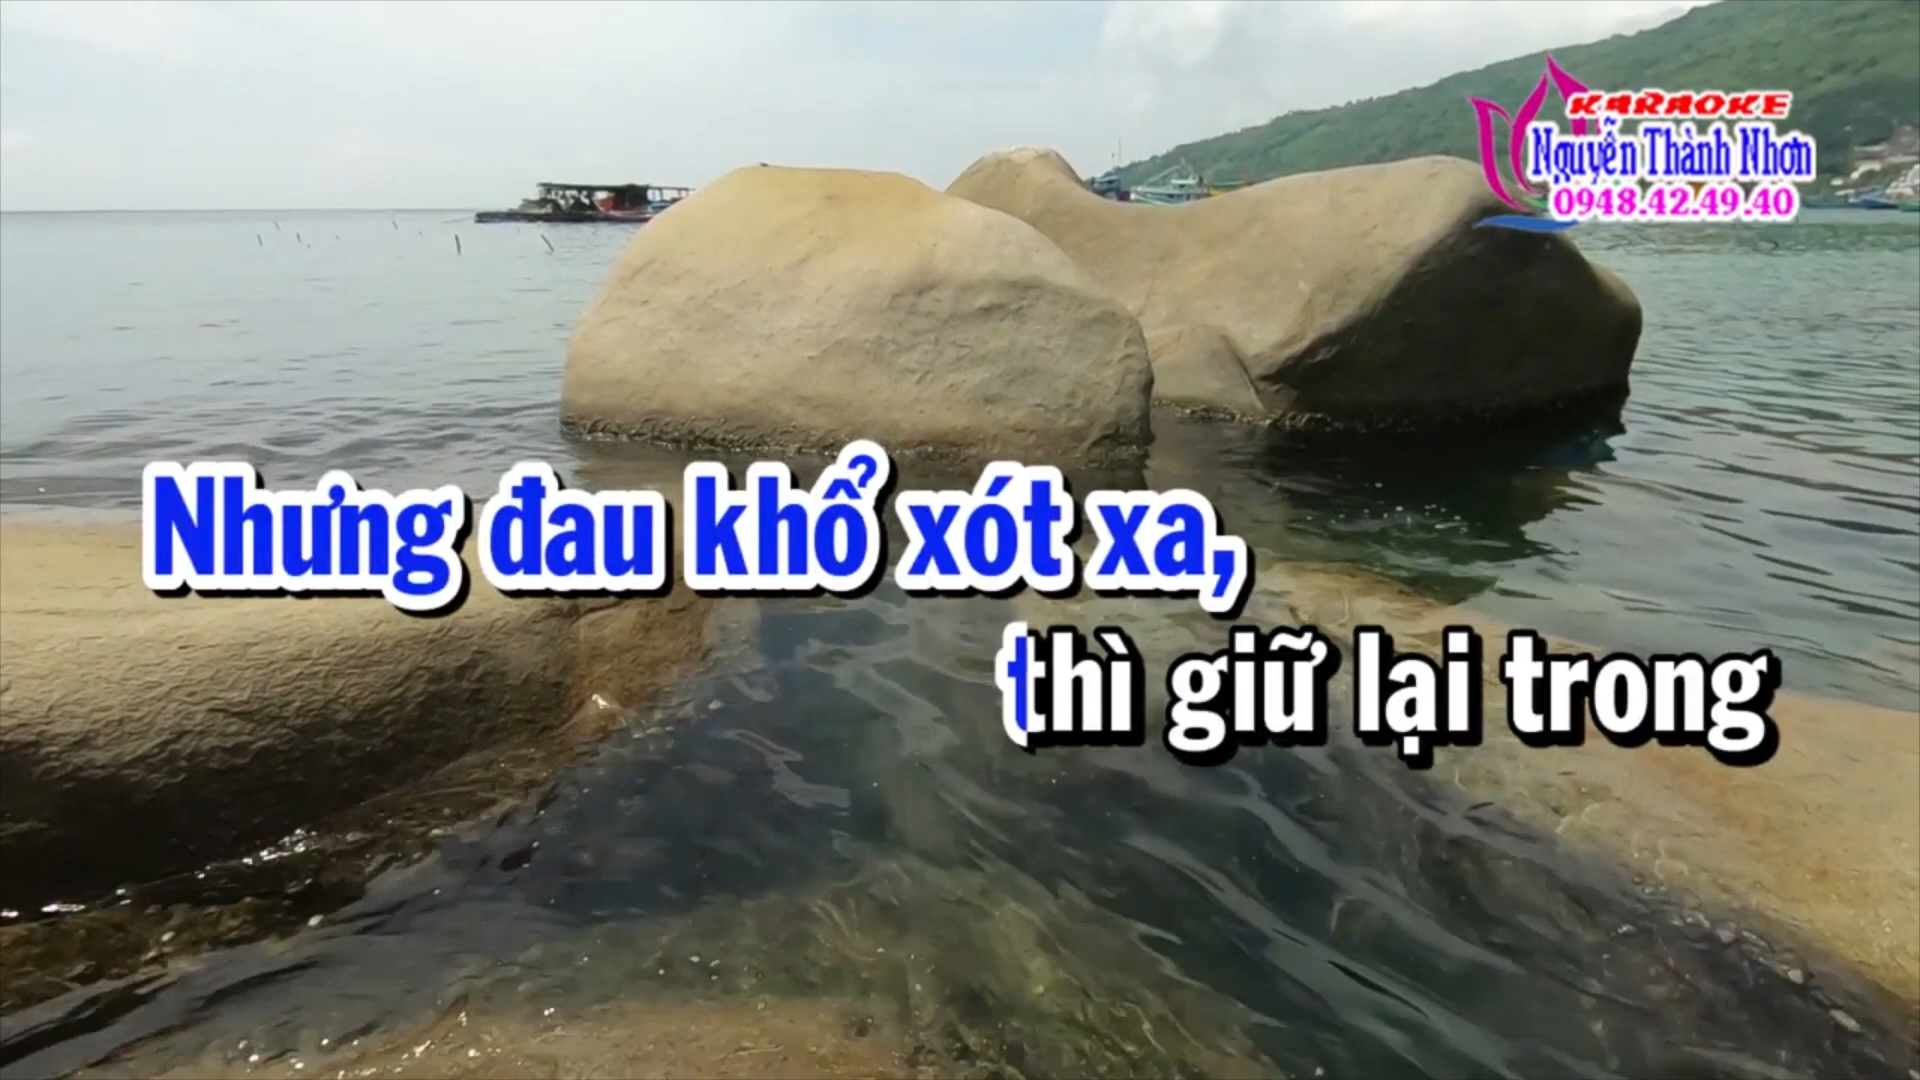 KARAOKE
Nguyễn Thành Nhơn
0948.42.49.40
Nhưng đau khổ xót xa,
thì giữ lại trong